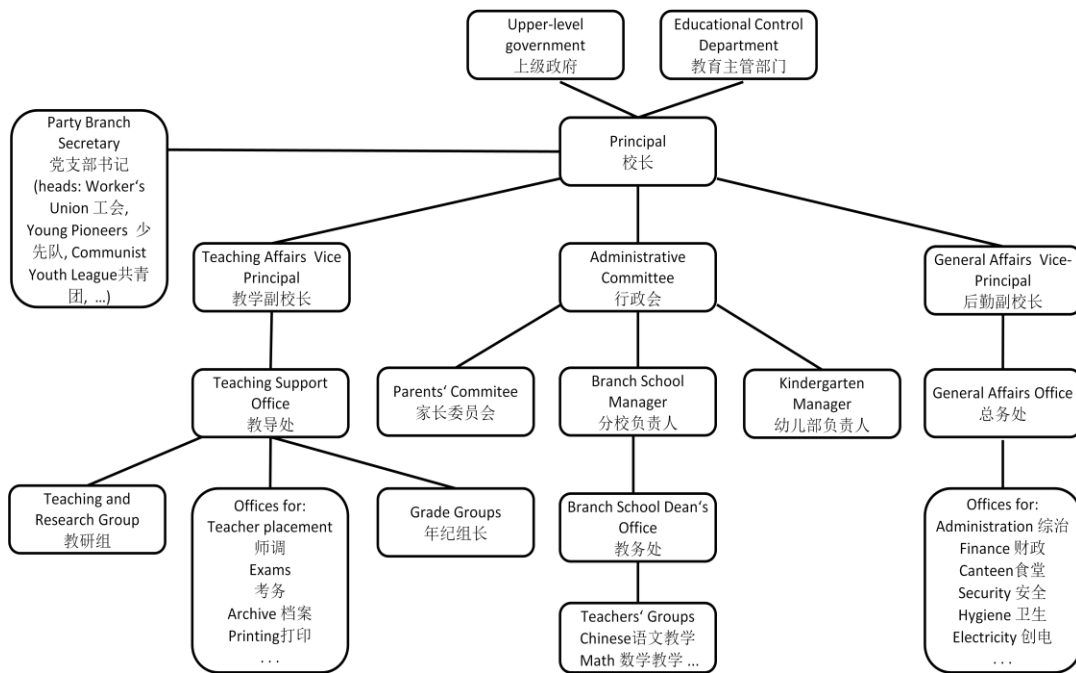 Upper-level
government
上级政府
Educational Control
Department
教育主管部门
Party Branch
Secretary
党支部书记
(heads: Worker‘s
Union 工会,
Young Pioneers 少
先队, Communist
Youth League共青
团, …)
Principal
校长
Teaching Affairs Vice
Principal
教学副校长
Administrative
Committee
行政会
General Affairs Vice-
Principal
后勤副校长
Teaching Support
Office
教导处
Parents‘ Commitee
家长委员会
Branch School
Manager
分校负责人
Kindergarten
Manager
幼儿部负责人
General Affairs Office
总务处
Teaching and
Research Group
教研组
Offices for:
Teacher placement
师调
Exams
考务
Archive 档案
Printing打印
. . .
Grade Groups
年纪组长
Branch School Dean‘s
Office
教务处
Teachers‘ Groups
Chinese语文教学
Math 数学教学 ...
Offices for:
Administration 综治
Finance 财政
Canteen食堂
Security 安全
Hygiene 卫生
Electricity 创电
. . .